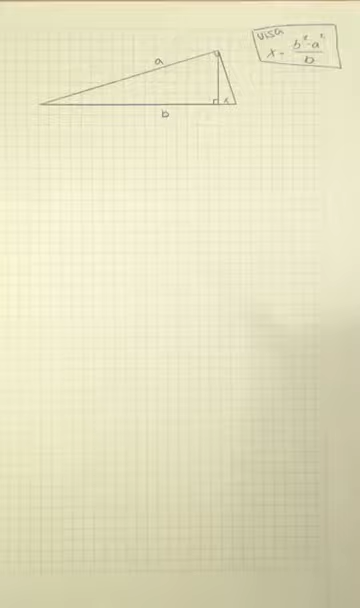 VISA
x = b² - a² / b
a
x
b